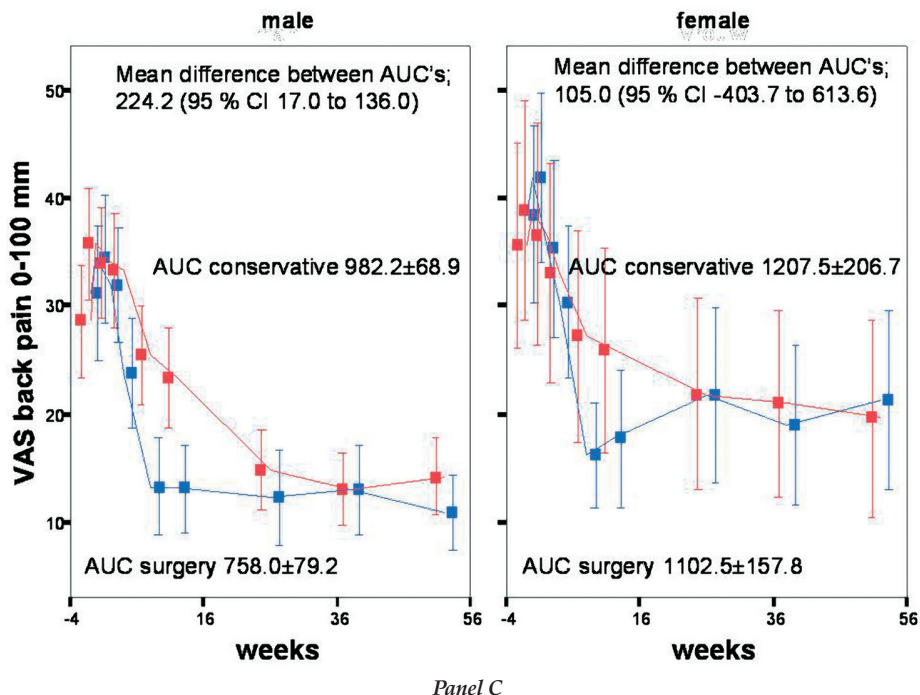 male
female
Mean difference between AUC's;
224.2 (95 % CI 17.0 to 136.0)
Mean difference between AUC's;
105.0 (95 % CI -403.7 to 613.6)
VAS back pain 0-100 mm
50
40
30
20
10
AUC conservative 982.2±68.9
AUC conservative 1207.5±206.7
AUC surgery 758.0±79.2
AUC surgery 1102.5±157.8
-4 16 36 56
-4 16 36 56
weeks
weeks
Panel C